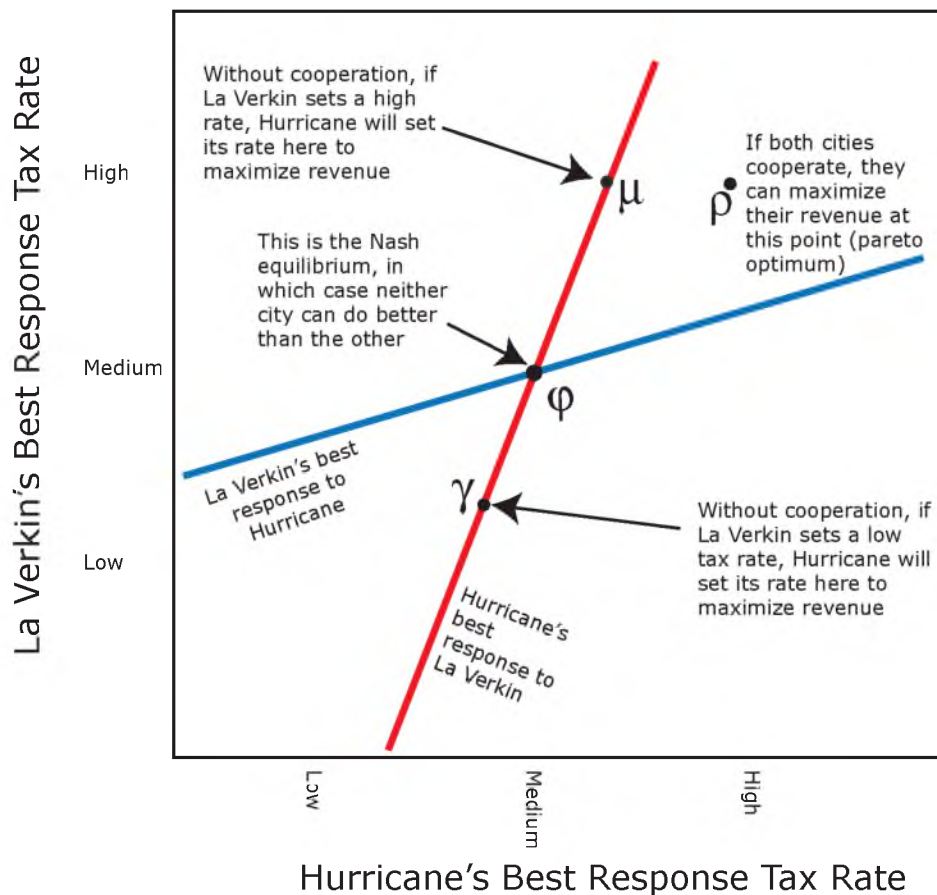 La Verkin's Best Response Tax Rate
High
Medium
Low
Without cooperation, if
La Verkin sets a high
rate, Hurricane will set
its rate here to
maximize revenue
μ
If both cities
cooperate, they
can maximize
their revenue at
this point (pareto
optimum)
ρ
This is the Nash
equilibrium, in
which case neither
city can do better
than the other
φ
La Verkin's best
response to
Hurricane
γ
Without cooperation, if
La Verkin sets a low
tax rate, Hurricane will
set its rate here to
maximize revenue
Hurricane's
best
response to
La Verkin
Low
Medium
High
Hurricane's Best Response Tax Rate